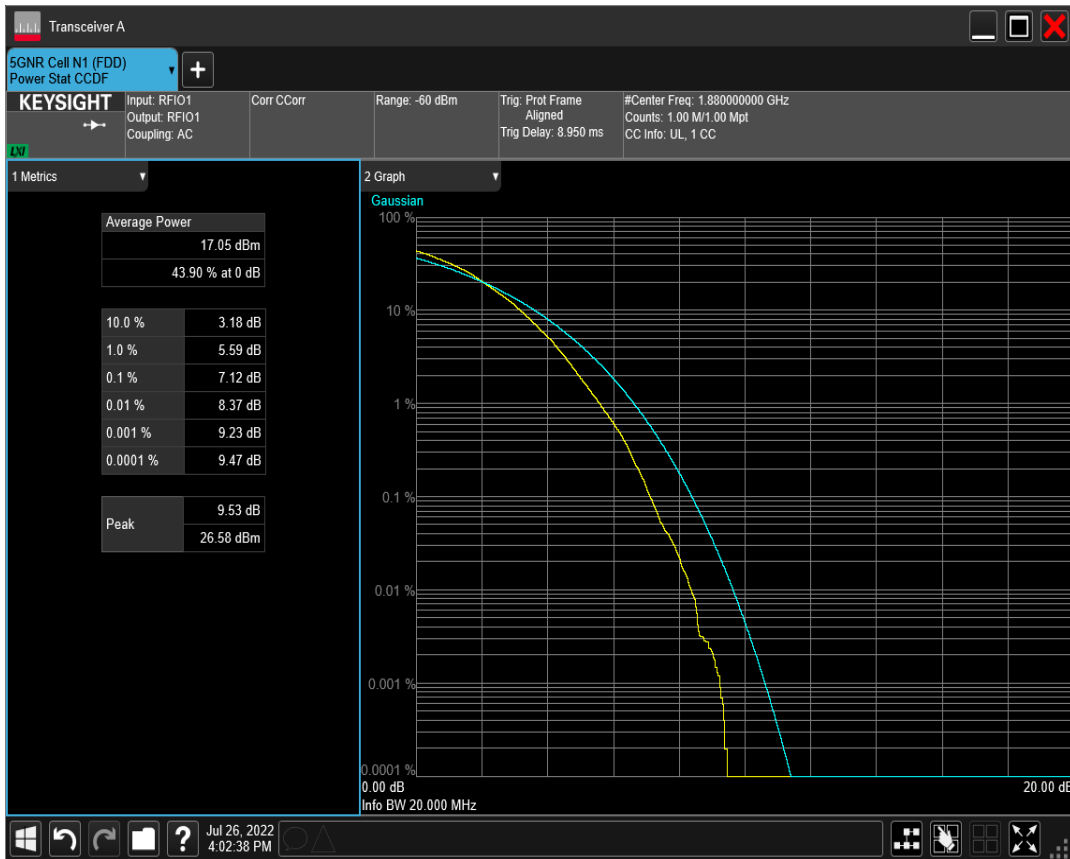 Transceiver A
5GNR Cell N1 (FDD)
Power Stat CCDF
KEYSIGHT
LXI
Input: RFIO1
Output: RFIO1
Coupling: AC
Corr CCorr
Range: -60 dBm
Trig: Prot Frame
Aligned
Trig Delay: 8.950 ms
#Center Freq: 1.880000000 GHz
Counts: 1.00 M/1.00 Mpt
CC Info: UL, 1 CC
1 Metrics
Average Power
17.05 dBm
43.90 % at 0 dB
10.0 % 3.18 dB
1.0 % 5.59 dB
0.1 % 7.12 dB
0.01 % 8.37 dB
0.001 % 9.23 dB
0.0001 % 9.47 dB
Peak
9.53 dB
26.58 dBm
2 Graph
Gaussian
100 %
10 %
1 %
0.1 %
0.01 %
0.001 %
0.0001 %
0.00 dB 20.00 dB
Info BW 20.000 MHz
?
Jul 26, 2022
4:02:38 PM